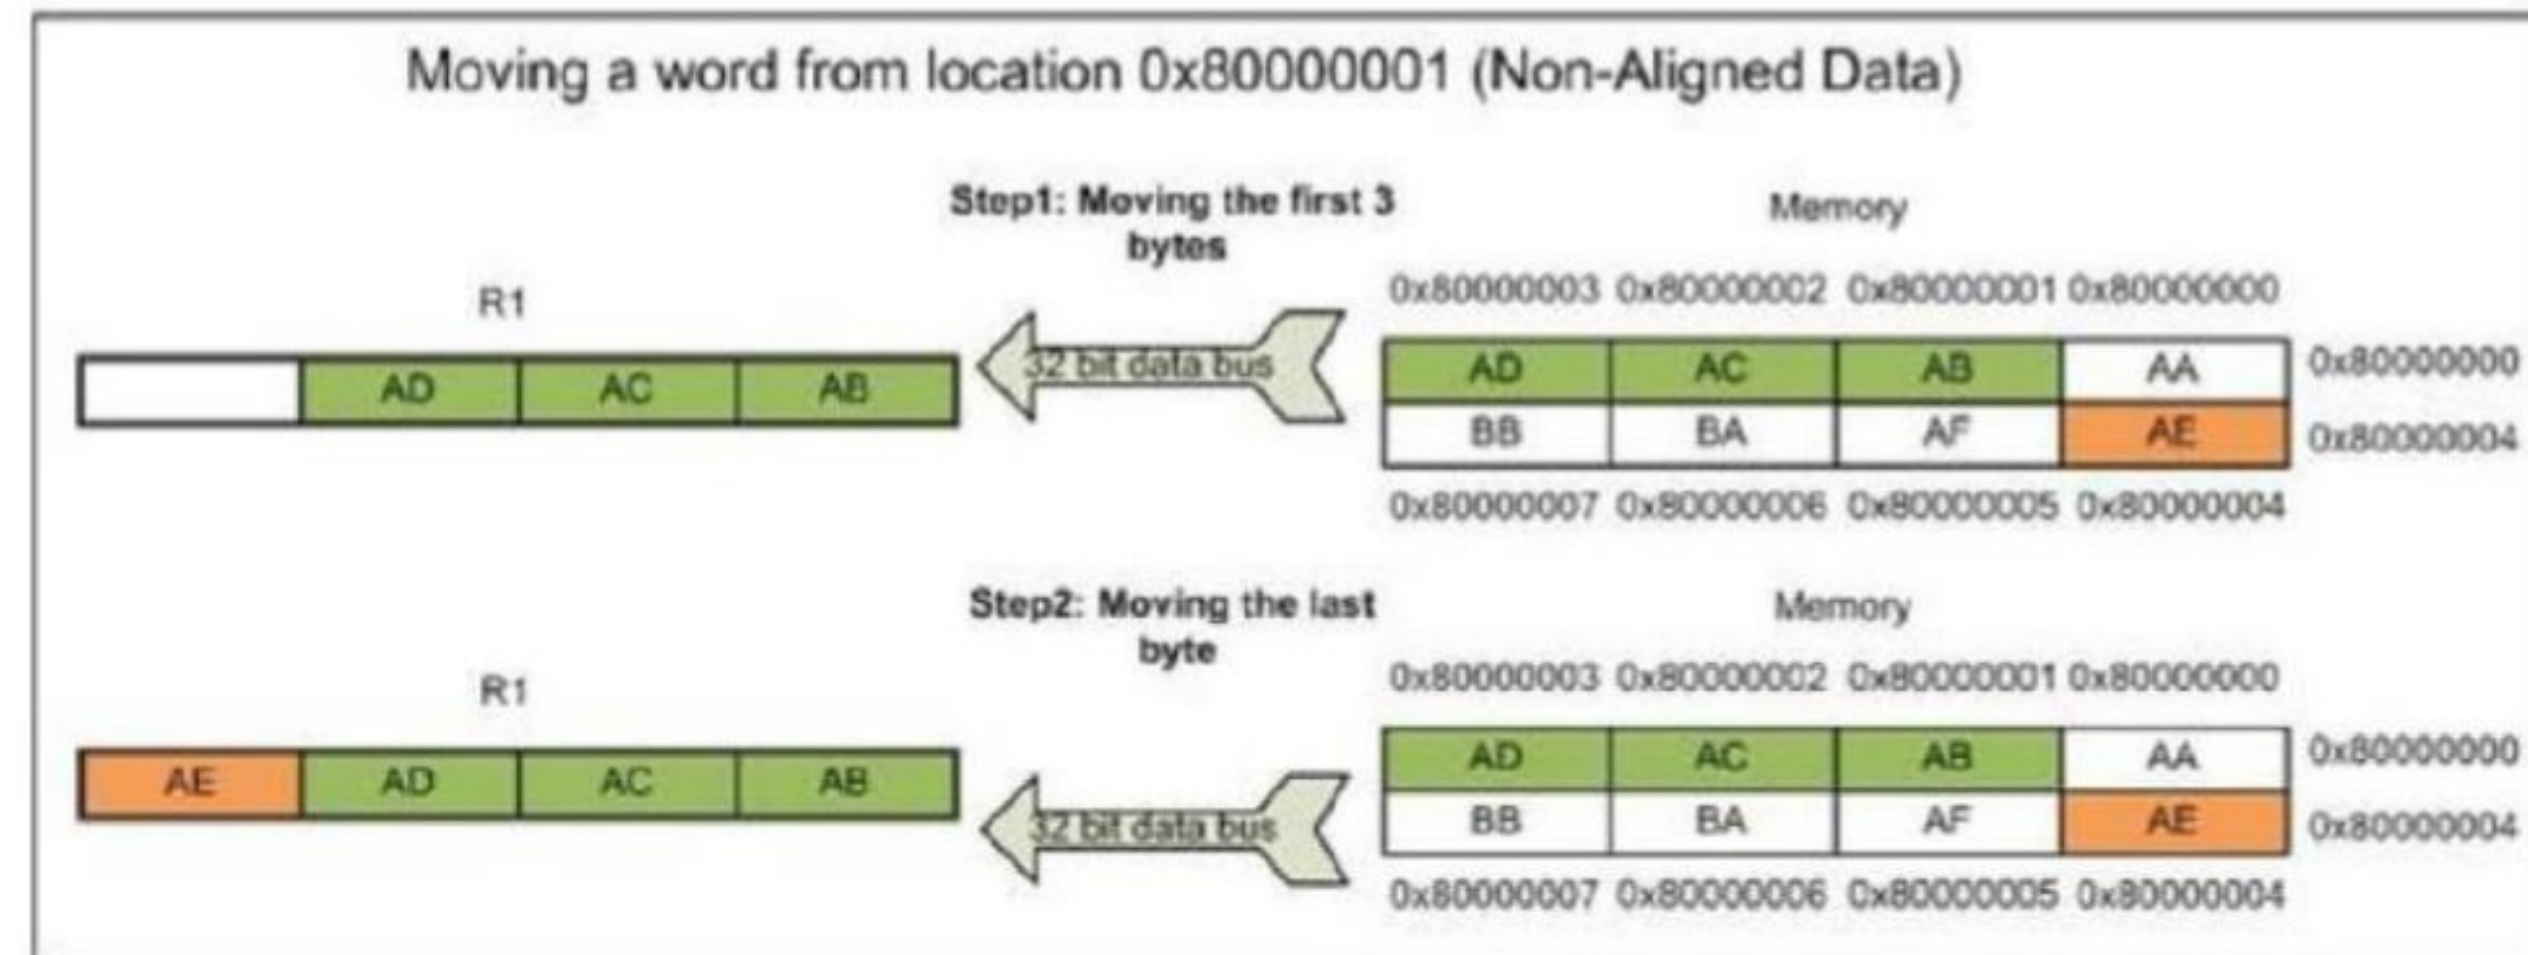 Moving a word from location 0x80000001 (Non-Aligned Data)
Step1: Moving the first 3
bytes
Memory
R1
0x80000003 0x80000002 0x80000001 0x80000000
AD AC AB
32 bit data bus
AD AC AB AA 0x80000000
BB BA AF AE 0x80000004
0x80000007 0x80000006 0x80000005 0x80000004
Step2: Moving the last
byte
Memory
R1
0x80000003 0x80000002 0x80000001 0x80000000
AE AD AC AB
32 bit data bus
AD AC AB AA 0x80000000
BB BA AF AE 0x80000004
0x80000007 0x80000006 0x80000005 0x80000004